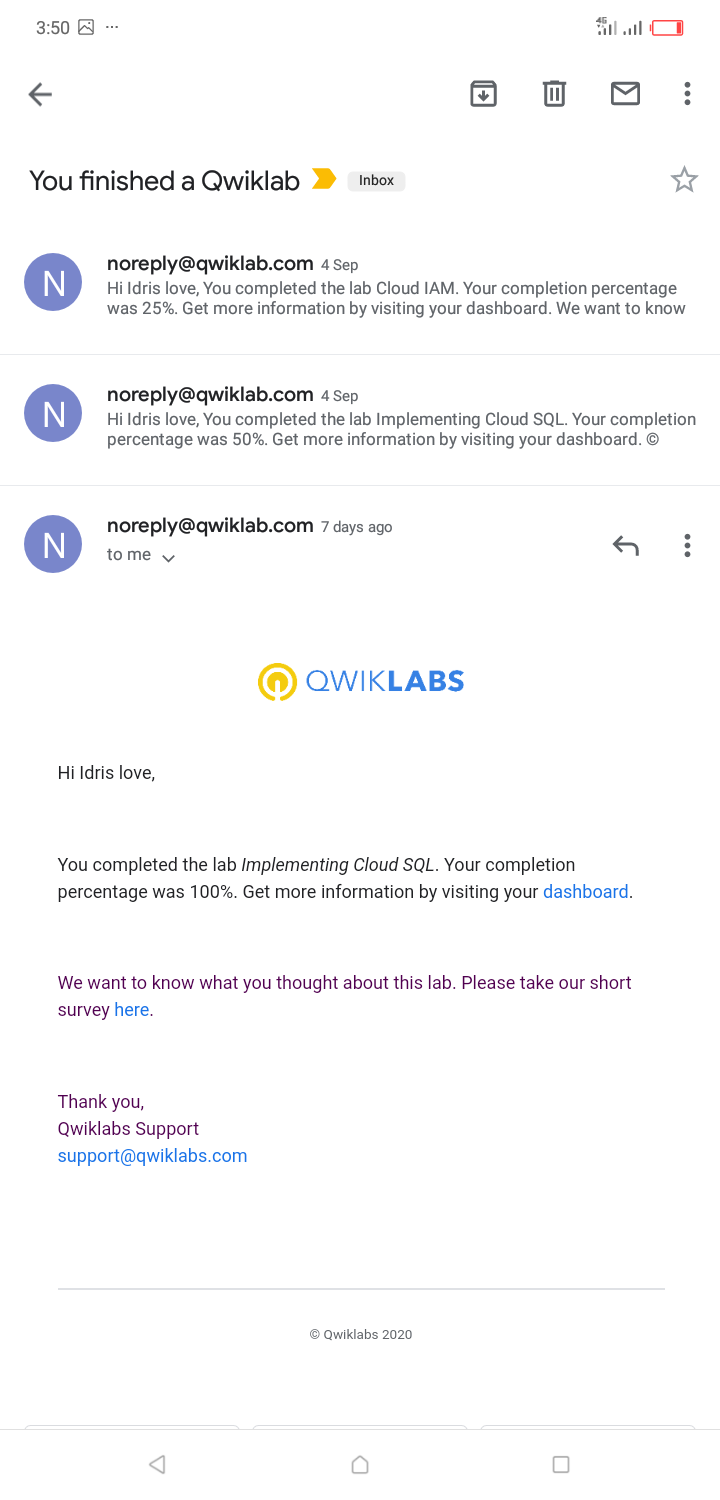 3:50 ... 4G
You finished a Qwiklab Inbox
N
noreply@qwiklab.com 4 Sep
Hi Idris love, You completed the lab Cloud IAM. Your completion percentage
was 25%. Get more information by visiting your dashboard. We want to know
N
noreply@qwiklab.com 4 Sep
Hi Idris love, You completed the lab Implementing Cloud SQL. Your completion
percentage was 50%. Get more information by visiting your dashboard. ©
N
noreply@qwiklab.com 7 days ago
to me
QWIKLABS
Hi Idris love,
You completed the lab Implementing Cloud SQL. Your completion
percentage was 100%. Get more information by visiting your dashboard.
We want to know what you thought about this lab. Please take our short
survey here.
Thank you,
Qwiklabs Support
support@qwiklabs.com
© Qwiklabs 2020